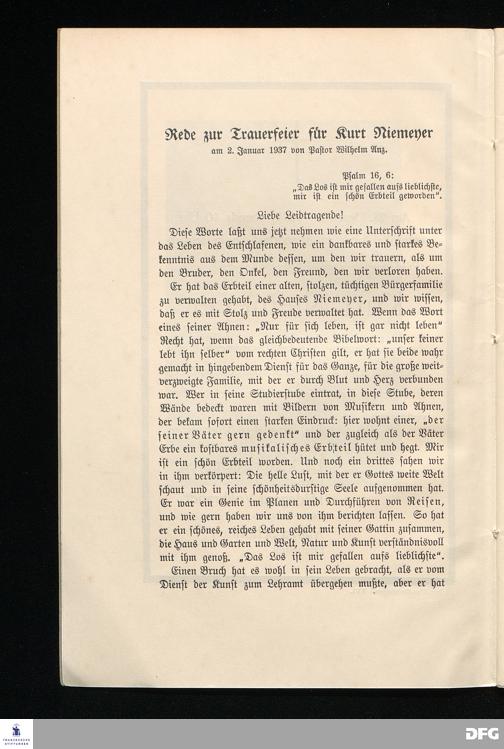 Rede zur Trauerfeier für Kurt Niemeyer
am 2. Januar 1937 von Pastor Wilhelm Anz.
Psalm 16, 6:
„Das Los ist mir gefallen aufs lieblichste,
mir ist ein schön Erbteil geworden“.
Liebe Leidtragende!
Diese Worte laßt uns jetzt nehmen wie eine Unterschrift unter
das Leben des Entschlafenen, wie ein dankbares und starkes Be-
kenntnis aus dem Munde dessen, um den wir trauern, als um
den Bruder, den Onkel, den Freund, den wir verloren haben.
Er hat das Erbteil einer alten, stolzen, tüchtigen Bürgerfamilie
zu verwalten gehabt, des Hauses Niemeyer, und wir wissen,
daß er es mit Stolz und Freude verwaltet hat. Wenn das Wort
eines seiner Ahnen: „Nur für sich leben, ist gar nicht leben“
Recht hat, wenn das gleichbedeutende Bibelwort: „unser keiner
lebt ihm selber“ vom rechten Christen gilt, er hat sie beide wahr
gemacht in hingebendem Dienst für das Ganze, für die große weit-
verzweigte Familie, mit der er durch Blut und Herz verbunden
war. Wer in seine Studierstube eintrat, in diese Stube, deren
Wände bedeckt waren mit Bildern von Musikern und Ahnen,
der bekam sofort einen starken Eindruck: hier wohnt einer, „der
seiner Väter gern gedenkt“ und der zugleich als der Väter
Erbe ein kostbares musikalisches Erbteil hütet und hegt. Mir
ist ein schön Erbteil worden. Und noch ein drittes sahen wir
in ihm verkörpert: Die helle Lust, mit der er Gottes weite Welt
schaut und in seine schönheitsdurstige Seele aufgenommen hat.
Er war ein Genie im Planen und Durchführen von Reisen,
und wie gern haben wir uns von ihm berichten lassen. So hat
er ein schönes, reiches Leben gehabt mit seiner Gattin zusammen,
die Haus und Garten und Welt, Natur und Kunst verständnisvoll
mit ihm genoß. „Das Los ist mir gefallen aufs lieblichste“.
Einen Bruch hat es wohl in sein Leben gebracht, als er vom
Dienst der Kunst zum Lehramt übergehen mußte, aber er hat
FRANCKESCHE
STIFTUNGEN
DFG